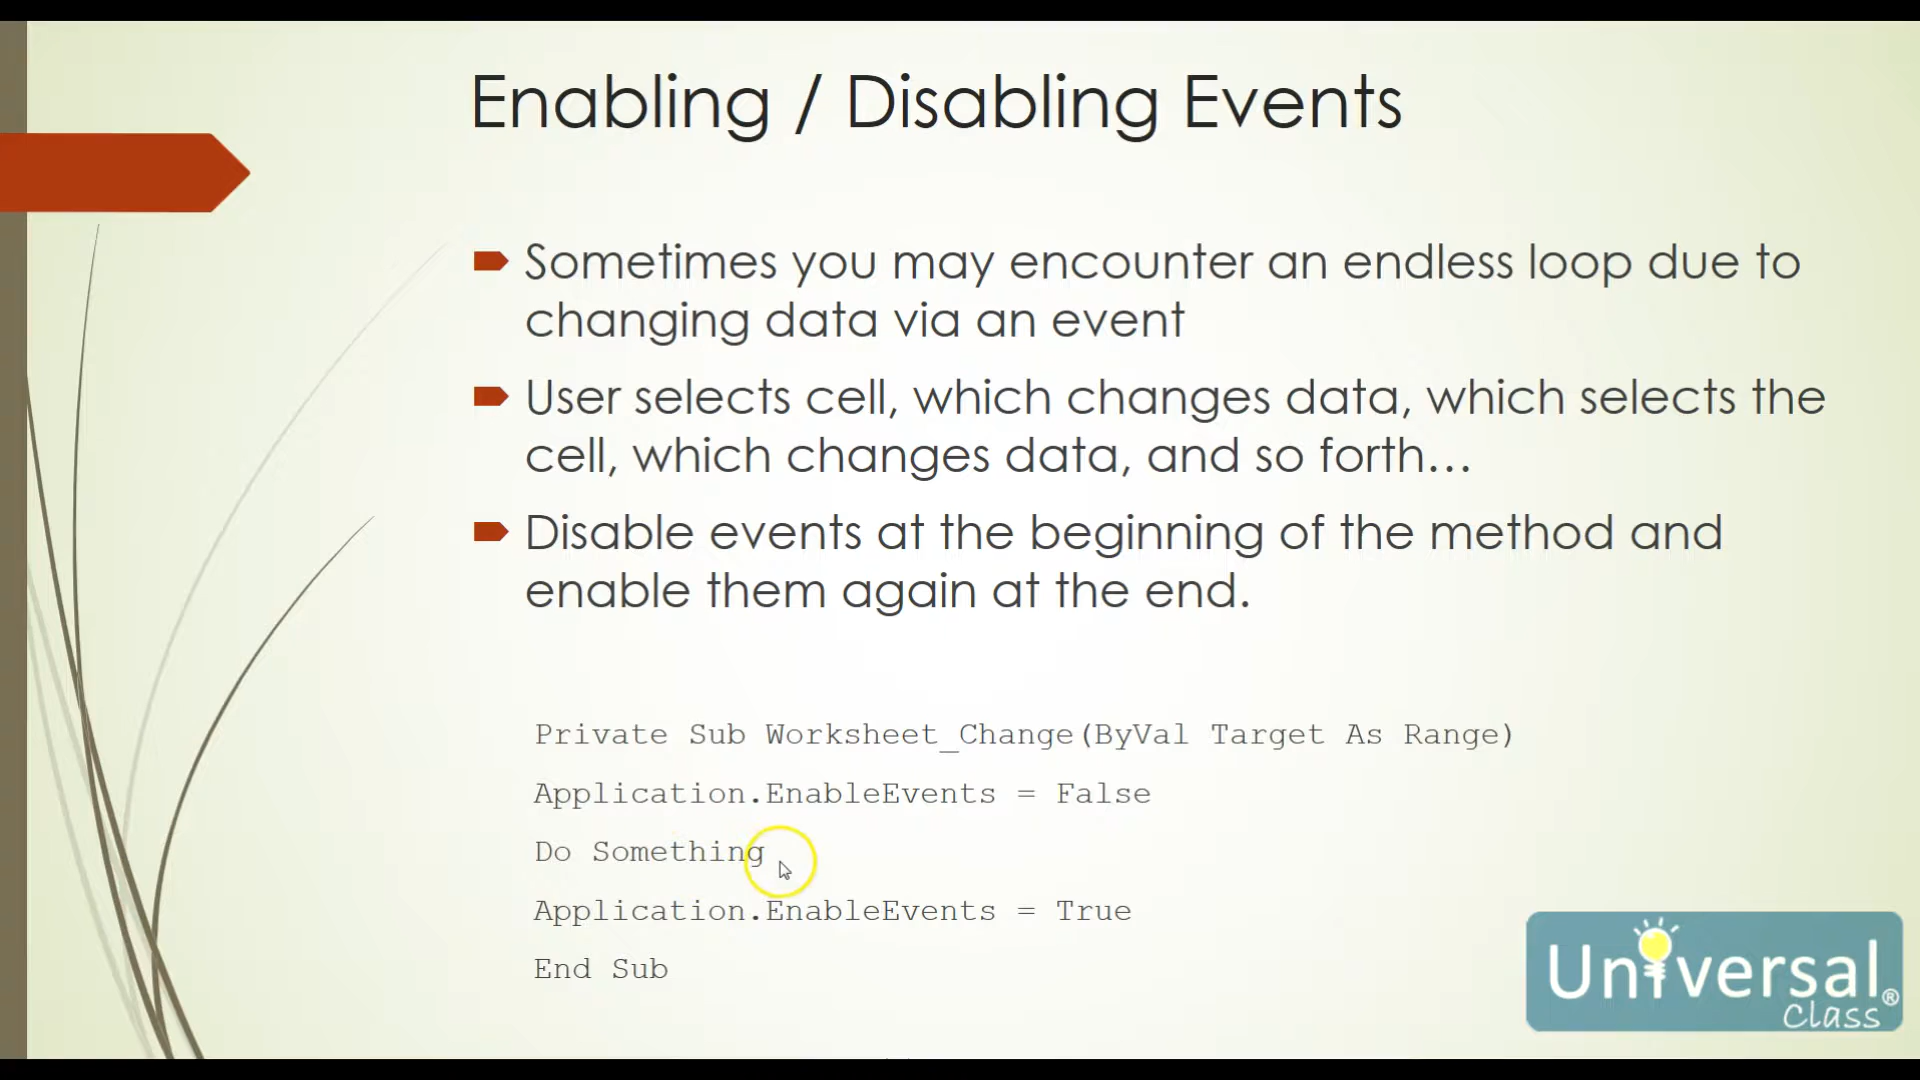 Enabling / Disabling Events
Sometimes you may encounter an endless loop due to
changing data via an event
User selects cell, which changes data, which selects the
cell, which changes data, and so forth…
Disable events at the beginning of the method and
enable them again at the end.
Private Sub Worksheet_Change(ByVal Target As Range)
Application.EnableEvents = False
Do Something
Application.EnableEvents = True
End Sub
Universal®
Class